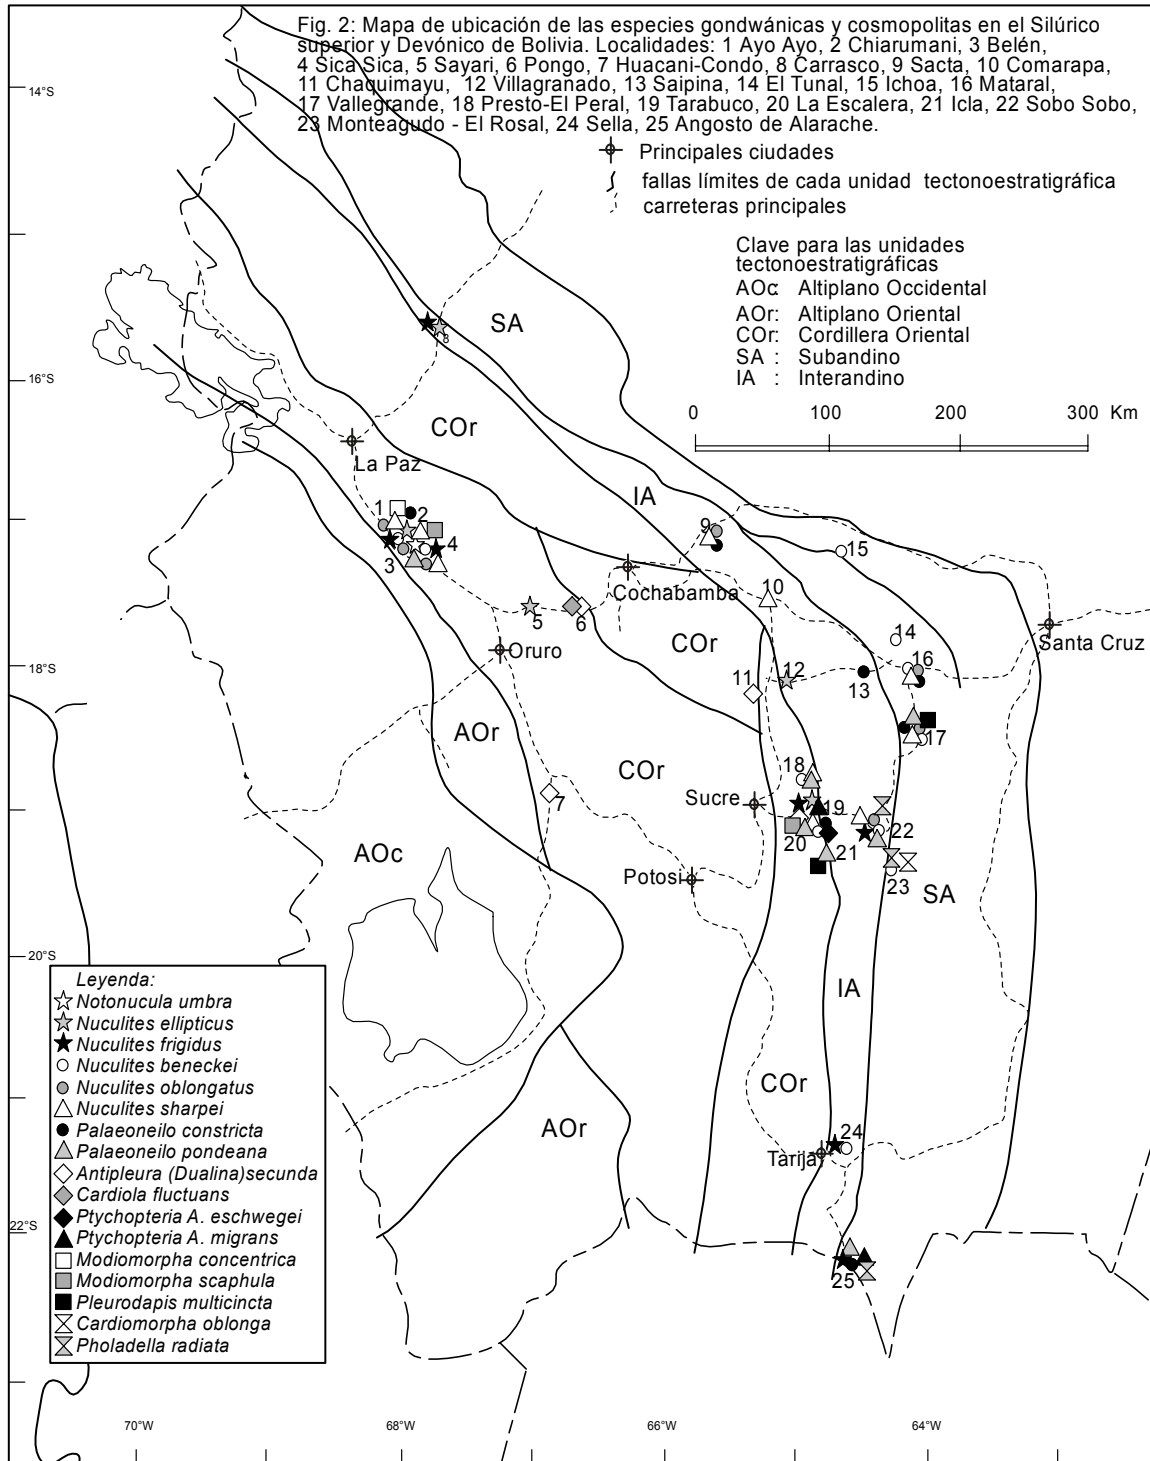 Fig. 2: Mapa de ubicación de las especies gondwánicas y cosmopolitas en el Silúrico
superior y Devónico de Bolivia. Localidades: 1 Ayo Ayo, 2 Chiarumani, 3 Belén,
4 Sica Sica, 5 Sayari, 6 Pongo, 7 Huacani-Condo, 8 Carrasco, 9 Sacta, 10 Comarapa,
11 Chaquimayu, 12 Villagranado, 13 Saipina, 14 El Tunal, 15 Ichoa, 16 Mataral,
17 Vallegrande, 18 Presto-El Peral, 19 Tarabuco, 20 La Escalera, 21 Icla, 22 Sobo Sobo,
23 Monteagudo - El Rosal, 24 Sella, 25 Angosto de Alarache.
Principales ciudades
fallas límites de cada unidad tectonoestratigráfica
carreteras principales
Clave para las unidades
tectonoestratigráficas
AOc: Altiplano Occidental
AOr: Altiplano Oriental
COr: Cordillera Oriental
SA : Subandino
IA : Interandino
0 100 200 300 Km
14°S
16°S
18°S
20°S
22°S
SA
8
COr
La Paz
IA
1
2
3
4
9
15
Cochabamba
10
5
6
Oruro
COr
14
Santa Cruz
11
12
13
16
AOr
17
COr
18
7
Sucre
19
20
21
22
AOc
Potosi
23
SA
IA
COr
AOr
24
Tarija
25
Leyenda:
Notonucula umbra
Nuculites ellipticus
Nuculites frigidus
Nuculites beneckei
Nuculites oblongatus
Nuculites sharpei
Palaeoneilo constricta
Palaeoneilo pondeana
Antipleura (Dualina)secunda
Cardiola fluctuans
Ptychopteria A. eschwegei
Ptychopteria A. migrans
Modiomorpha concentrica
Modiomorpha scaphula
Pleurodapis multicincta
Cardiomorpha oblonga
Pholadella radiata
70°W
68°W
66°W
64°W